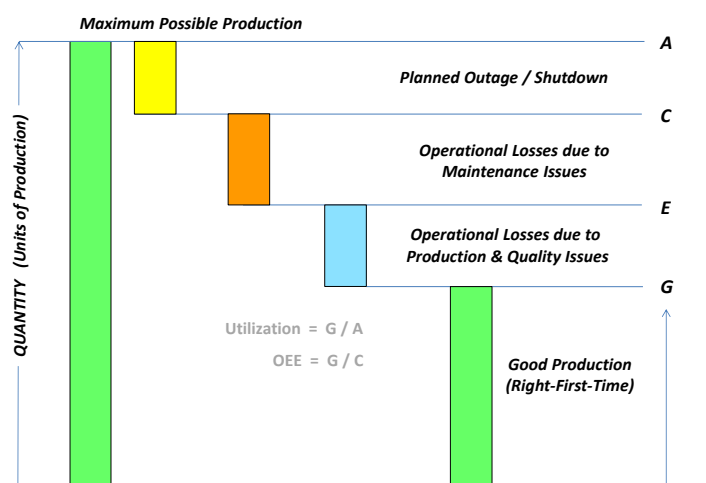 Maximum Possible Production
A
Planned Outage / Shutdown
C
Operational Losses due to
Maintenance Issues
E
Operational Losses due to
Production & Quality Issues
G
QUANTITY (Units of Production)
Utilization = G / A
OEE = G / C
Good Production
(Right-First-Time)